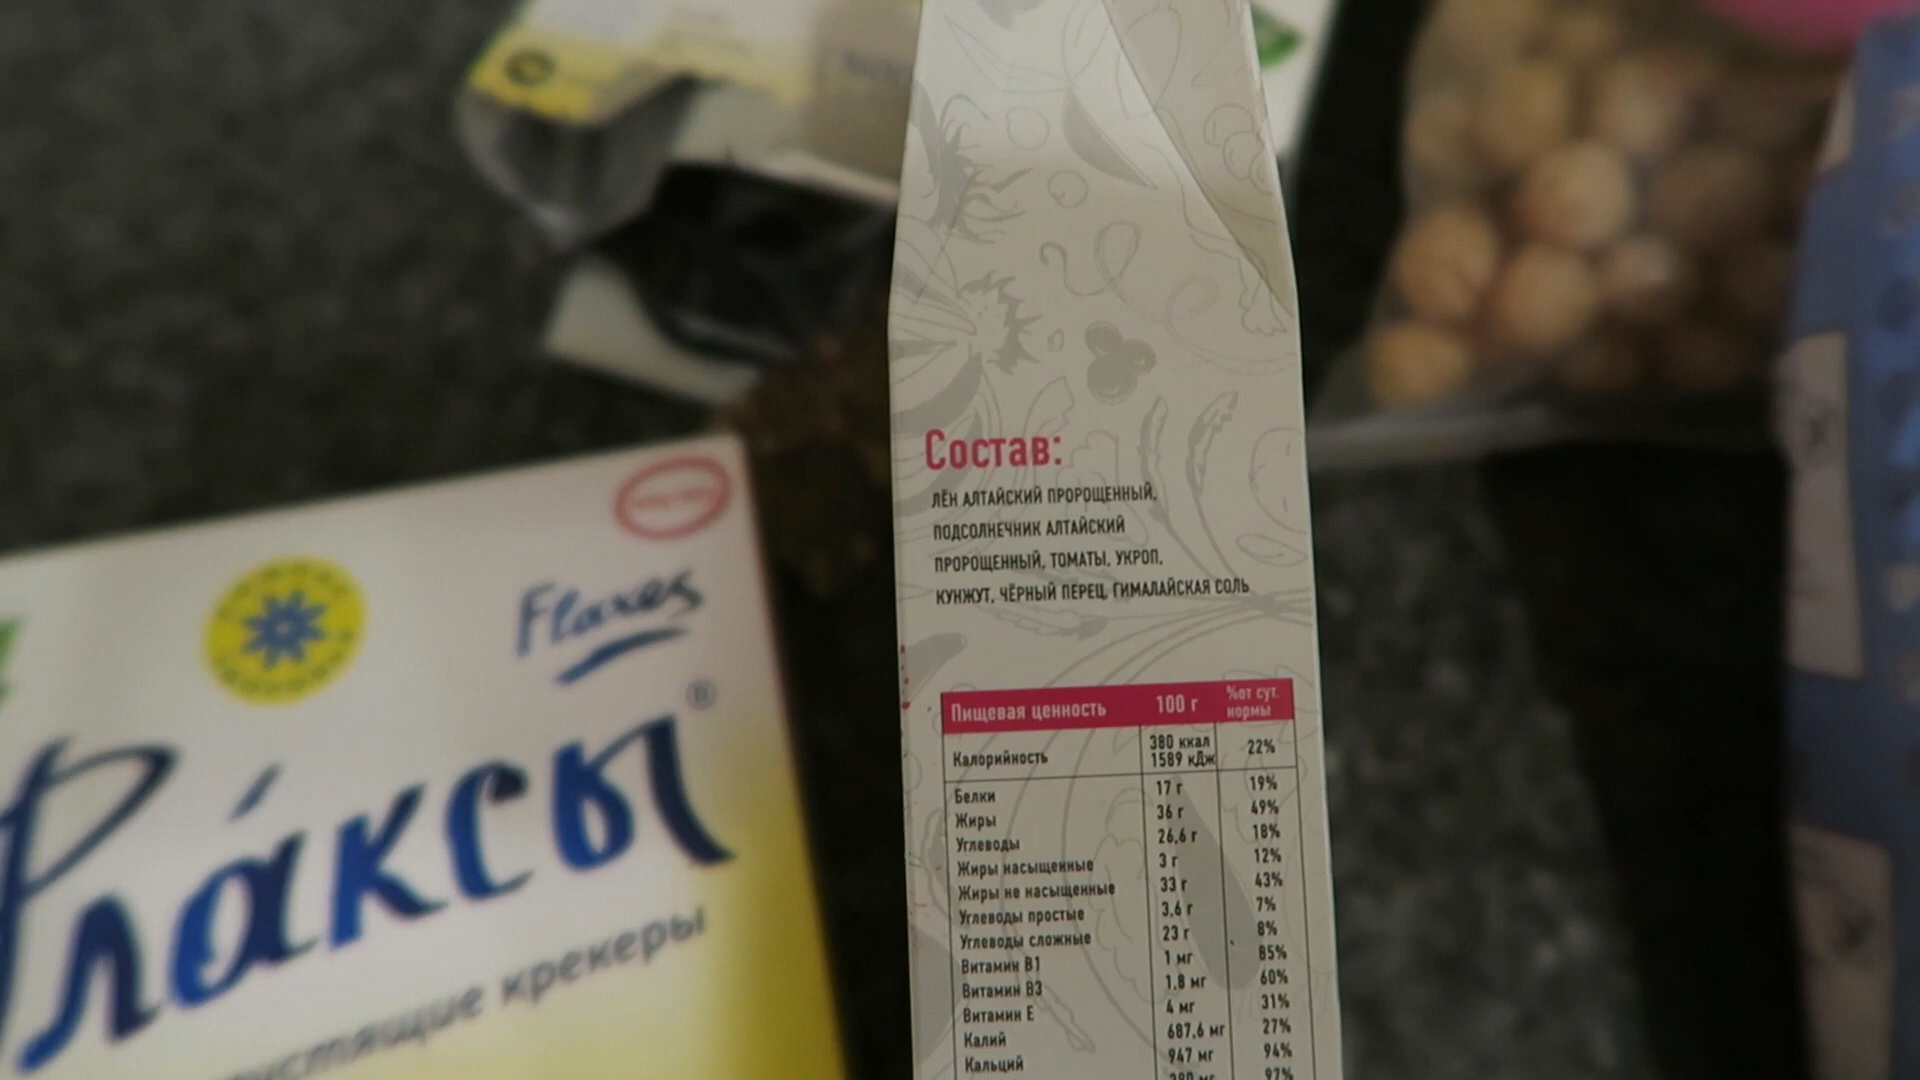 Flaxes
Флаксы®
крекеры
Состав:
ЛЁН АЛТАЙСКИЙ ПРОРОЩЕННЫЙ,
ПОДСОЛНЕЧНИК АЛТАЙСКИЙ
ПРОРОЩЕННЫЙ, ТОМАТЫ, УКРОП,
КУНЖУТ, ЧЁРНЫЙ ПЕРЕЦ, ГИМАЛАЙСКАЯ СОЛЬ
Пищевая ценность 100 г %от сут. нормы
Калорийность 380 ккал 1589 кДж 22%
Белки 17 г 19%
Жиры 36 г 49%
Углеводы 26,6 г 18%
Жиры насыщенные 3 г 12%
Жиры не насыщенные 33 г 43%
Углеводы простые 3,6 г 7%
Углеводы сложные 23 г 8%
Витамин B1 1 мг 85%
Витамин B3 1,8 мг 60%
Витамин E 4 мг 31%
Калий 687,6 мг 27%
Кальций 947 мг 94%
97%